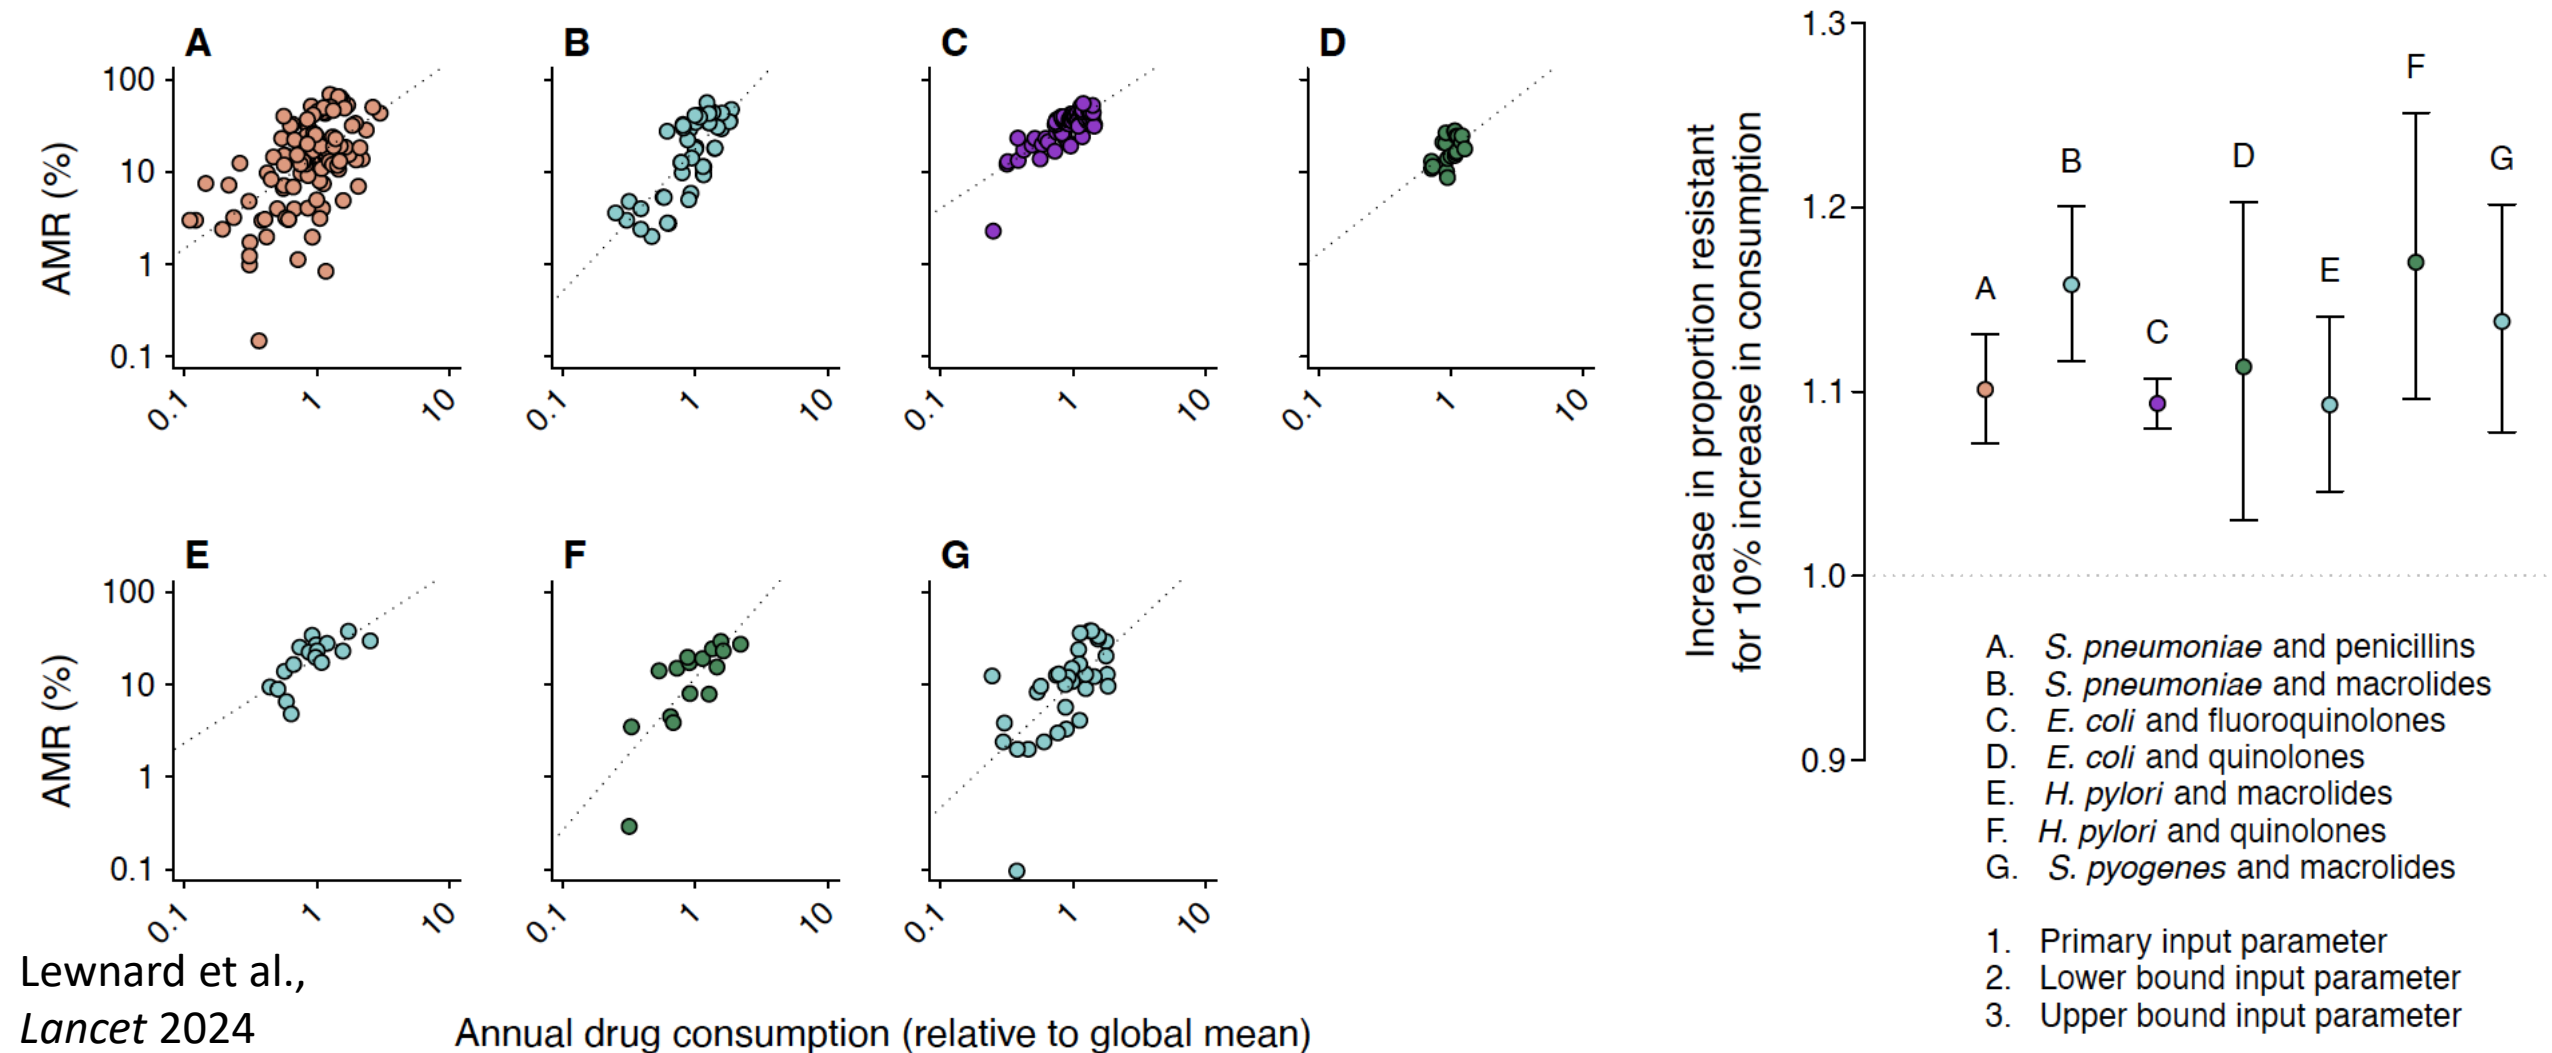 A
B
C
D
AMR (%)
100
10
1
0.1
0.1 1 10
0.1 1 10
0.1 1 10
0.1 1 10
E
F
G
AMR (%)
100
10
1
0.1
0.1 1 10
0.1 1 10
0.1 1 10
Annual drug consumption (relative to global mean)
Lewnard et al.,
Lancet 2024
Increase in proportion resistant
for 10% increase in consumption
1.3
1.2
1.1
1.0
0.9
A
B
C
D
E
F
G
A. S. pneumoniae and penicillins
B. S. pneumoniae and macrolides
C. E. coli and fluoroquinolones
D. E. coli and quinolones
E. H. pylori and macrolides
F. H. pylori and quinolones
G. S. pyogenes and macrolides
1. Primary input parameter
2. Lower bound input parameter
3. Upper bound input parameter